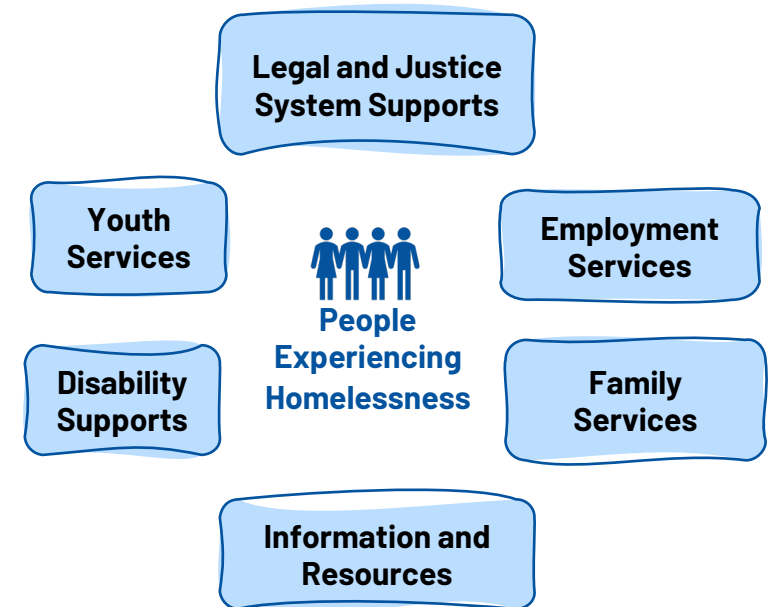 Legal and Justice
System Supports
Youth
Services
Employment
Services
People
Experiencing
Homelessness
Disability
Supports
Family
Services
Information and
Resources